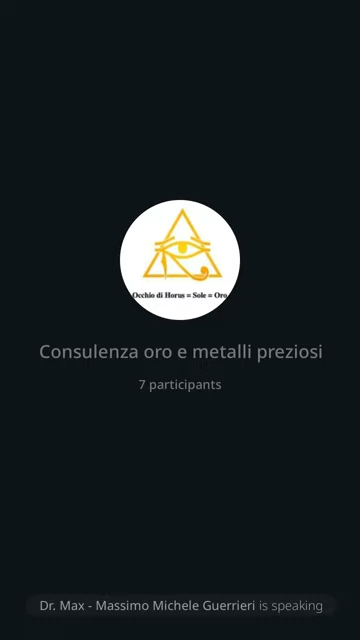 Occhio di Horus = Sole = Oro
Consulenza oro e metalli preziosi
7 participants
Dr. Max - Massimo Michele Guerrieri is speaking